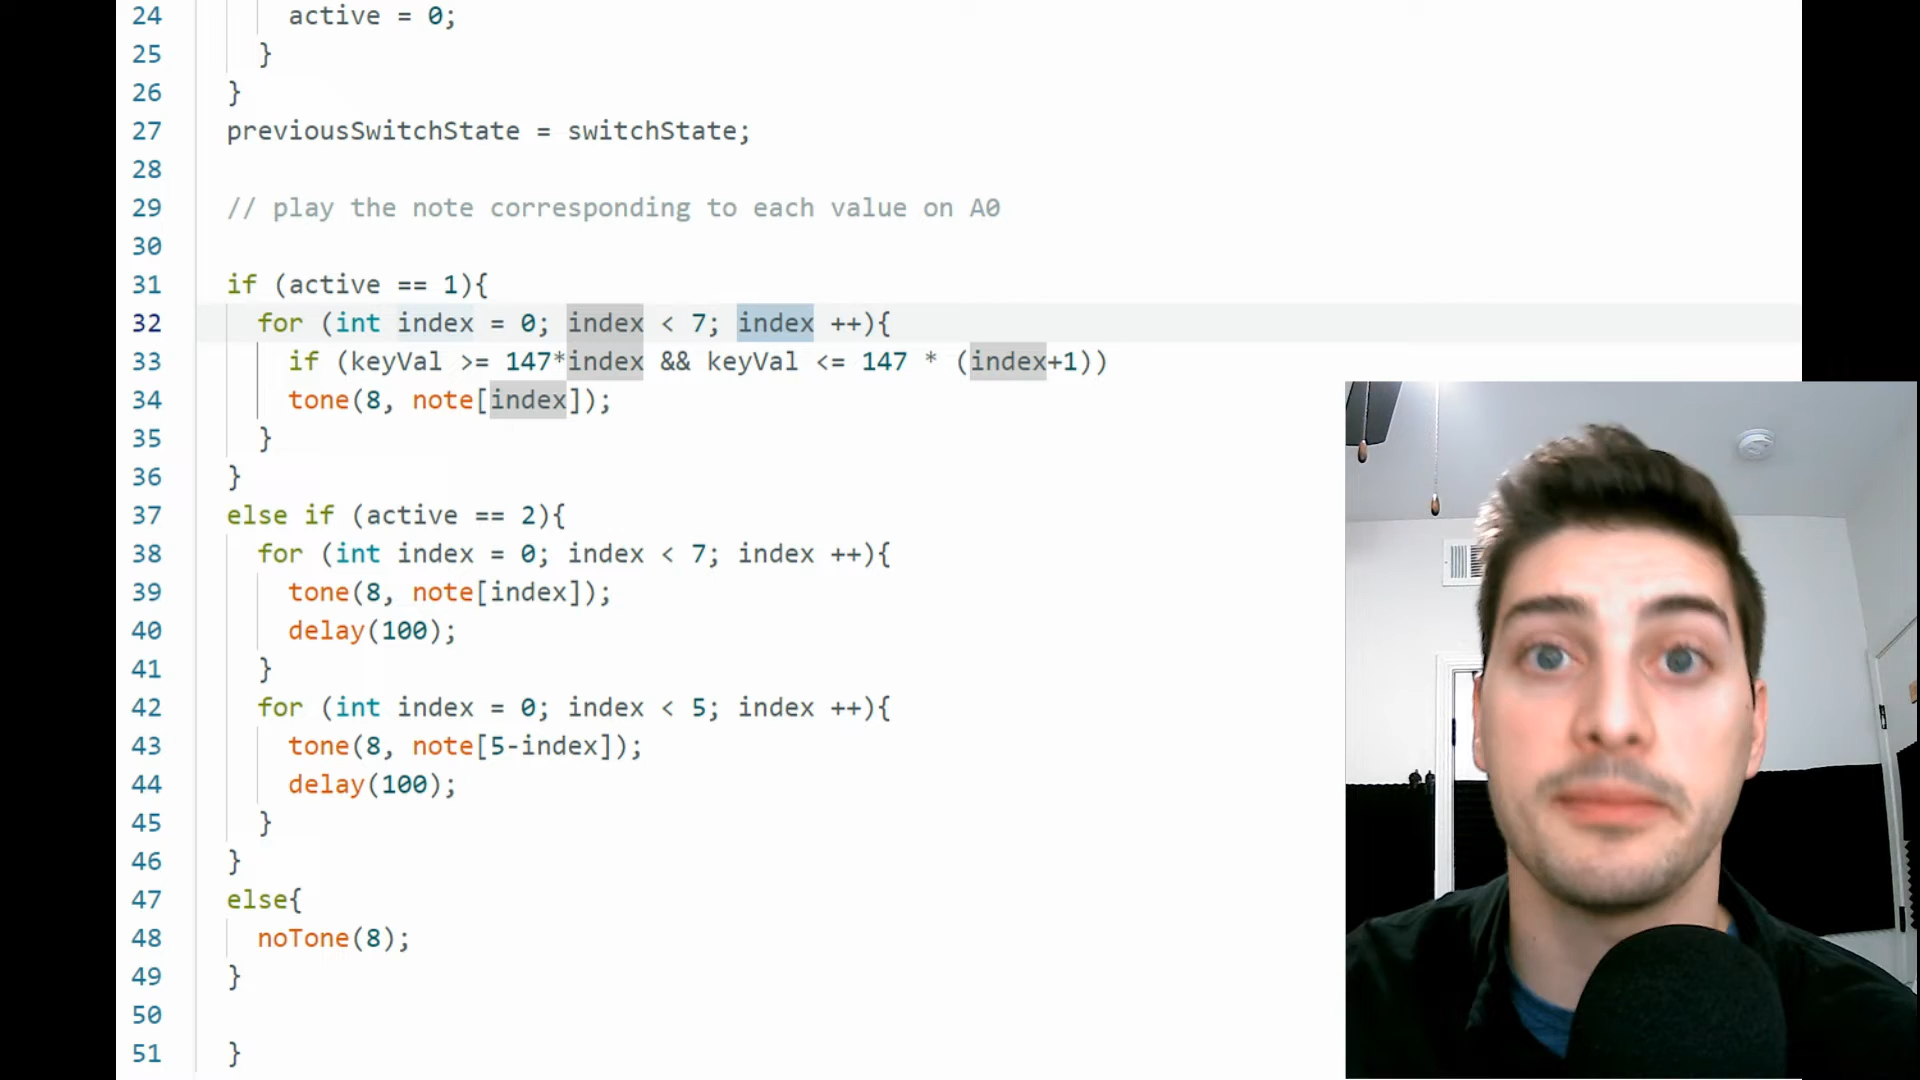 24 active = 0;
25 }
26 }
27 previousSwitchState = switchState;
28
29 // play the note corresponding to each value on A0
30
31 if (active == 1){
32 for (int index = 0; index < 7; index ++){
33 if (keyVal >= 147*index && keyVal <= 147 * (index+1))
34 tone(8, note[index]);
35 }
36 }
37 else if (active == 2){
38 for (int index = 0; index < 7; index ++){
39 tone(8, note[index]);
40 delay(100);
41 }
42 for (int index = 0; index < 5; index ++){
43 tone(8, note[5-index]);
44 delay(100);
45 }
46 }
47 else{
48 noTone(8);
49 }
50
51 }